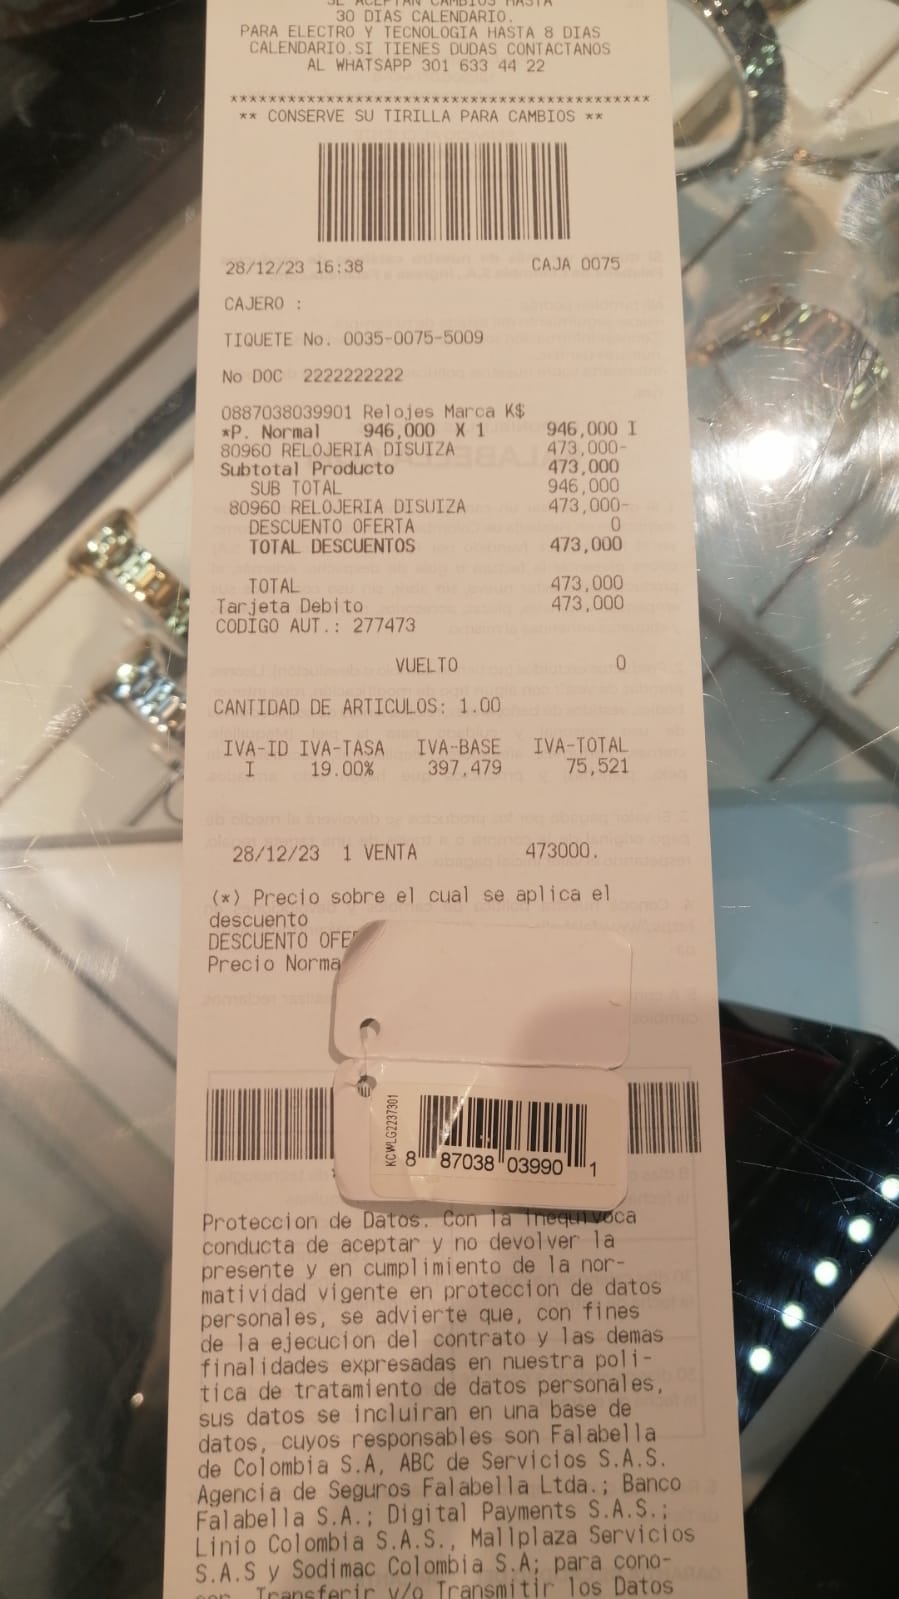 SE ACEPTAN CAMBIOS HASTA
30 DIAS CALENDARIO.
PARA ELECTRO Y TECNOLOGIA HASTA 8 DIAS
CALENDARIO.SI TIENES DUDAS CONTACTANOS
AL WHATSAPP 301 633 44 22
********************************************
** CONSERVE SU TIRILLA PARA CAMBIOS **
28/12/23 16:38 CAJA 0075
CAJERO :
TIQUETE No. 0035-0075-5009
No DOC 2222222222
0887038039901 Relojes Marca K$
*P. Normal 946,000 X 1 946,000 I
80960 RELOJERIA DISUIZA 473,000-
Subtotal Producto 473,000
SUB TOTAL 946,000
80960 RELOJERIA DISUIZA 473,000-
DESCUENTO OFERTA 0
TOTAL DESCUENTOS 473,000
TOTAL 473,000
Tarjeta Debito 473,000
CODIGO AUT.: 277473
VUELTO 0
CANTIDAD DE ARTICULOS: 1.00
IVA-ID IVA-TASA IVA-BASE IVA-TOTAL
I 19.00% 397,479 75,521
28/12/23 1 VENTA 473000.
(*) Precio sobre el cual se aplica el
descuento
DESCUENTO OFE
Precio Norma
KCWLG2237301
8 87038 03990 1
Proteccion de Datos. Con la inequivoca
conducta de aceptar y no devolver la
presente y en cumplimiento de la nor-
matividad vigente en proteccion de datos
personales, se advierte que, con fines
de la ejecucion del contrato y las demas
finalidades expresadas en nuestra poli-
tica de tratamiento de datos personales,
sus datos se incluiran en una base de
datos, cuyos responsables son Falabella
de Colombia S.A, ABC de Servicios S.A.S.
Agencia de Seguros Falabella Ltda.; Banco
Falabella S.A.; Digital Payments S.A.S.;
Linio Colombia S.A.S., Mallplaza Servicios
S.A.S y Sodimac Colombia S.A; para cono-
cer, Transferir y/o Transmitir los Datos